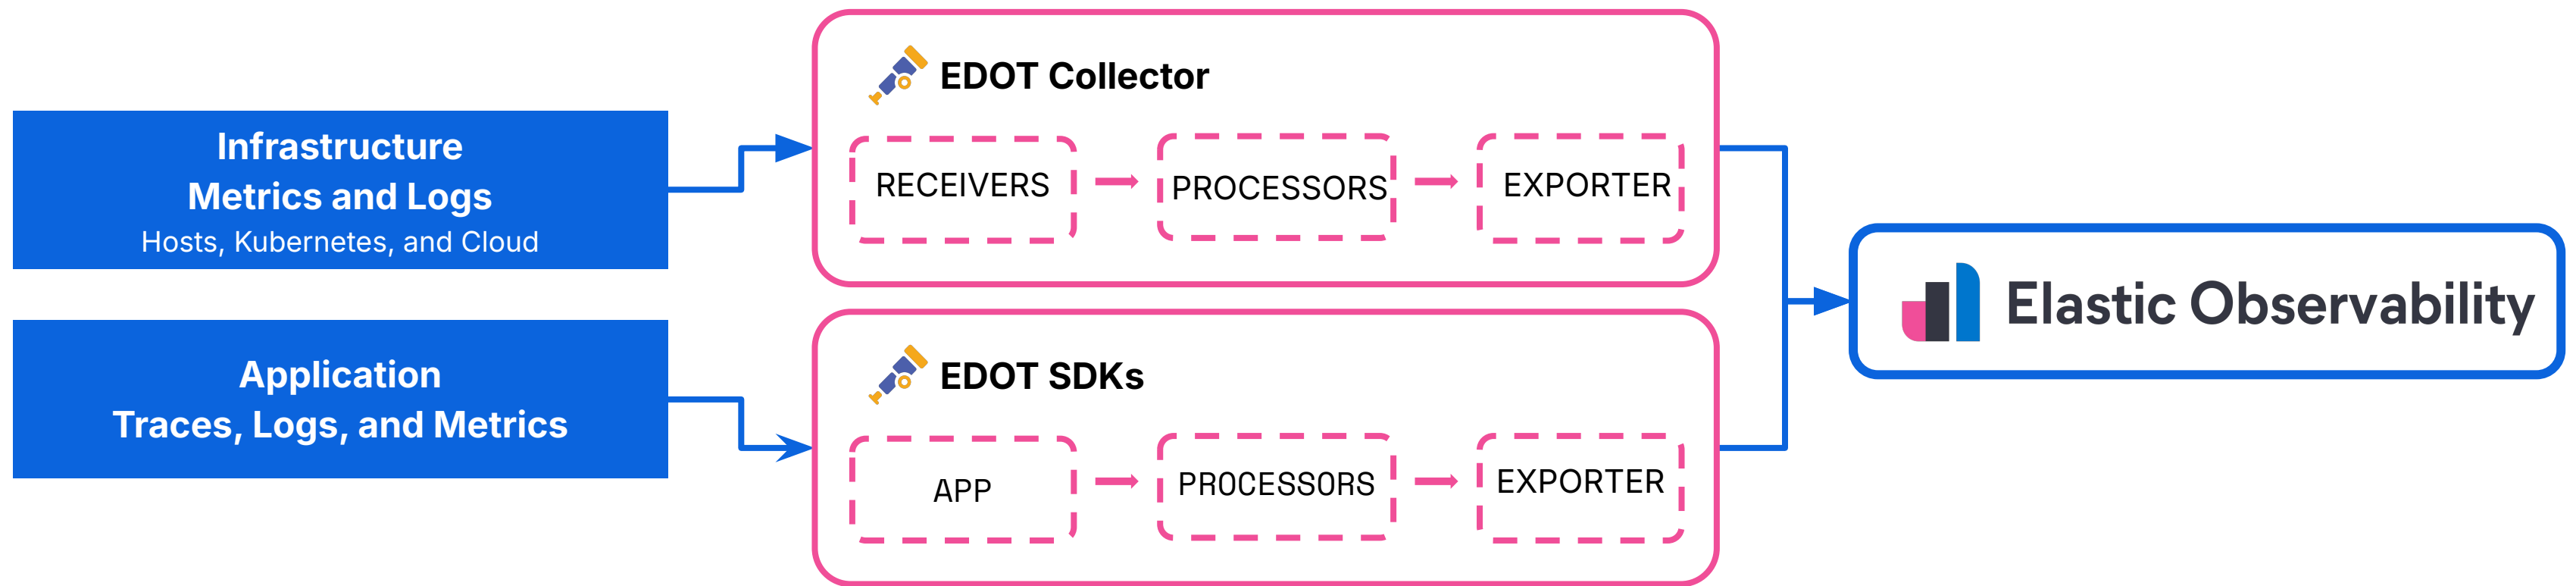 Infrastructure
Metrics and Logs
Hosts, Kubernetes, and Cloud
Application
Traces, Logs, and Metrics
EDOT Collector
RECEIVERS
PROCESSORS
EXPORTER
EDOT SDKs
APP
PROCESSORS
EXPORTER
Elastic Observability